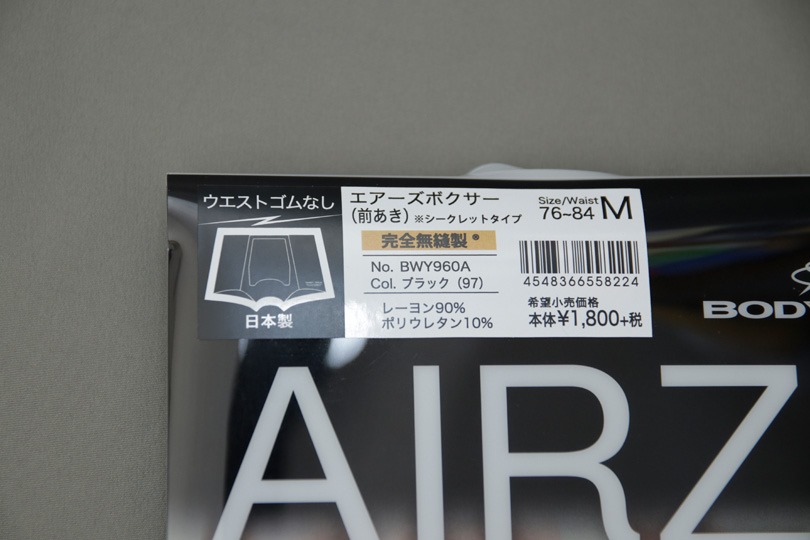 ウエストゴムなし
日本製
エアーズボクサー
(前あき) ※シークレットタイプ
完全無縫製®
No. BWY960A
Col. ブラック (97)
レーヨン90%
ポリウレタン10%
Size/Waist
76~84 M
4548366558224
希望小売価格
本体¥1,800+税
BODY
AIRZ